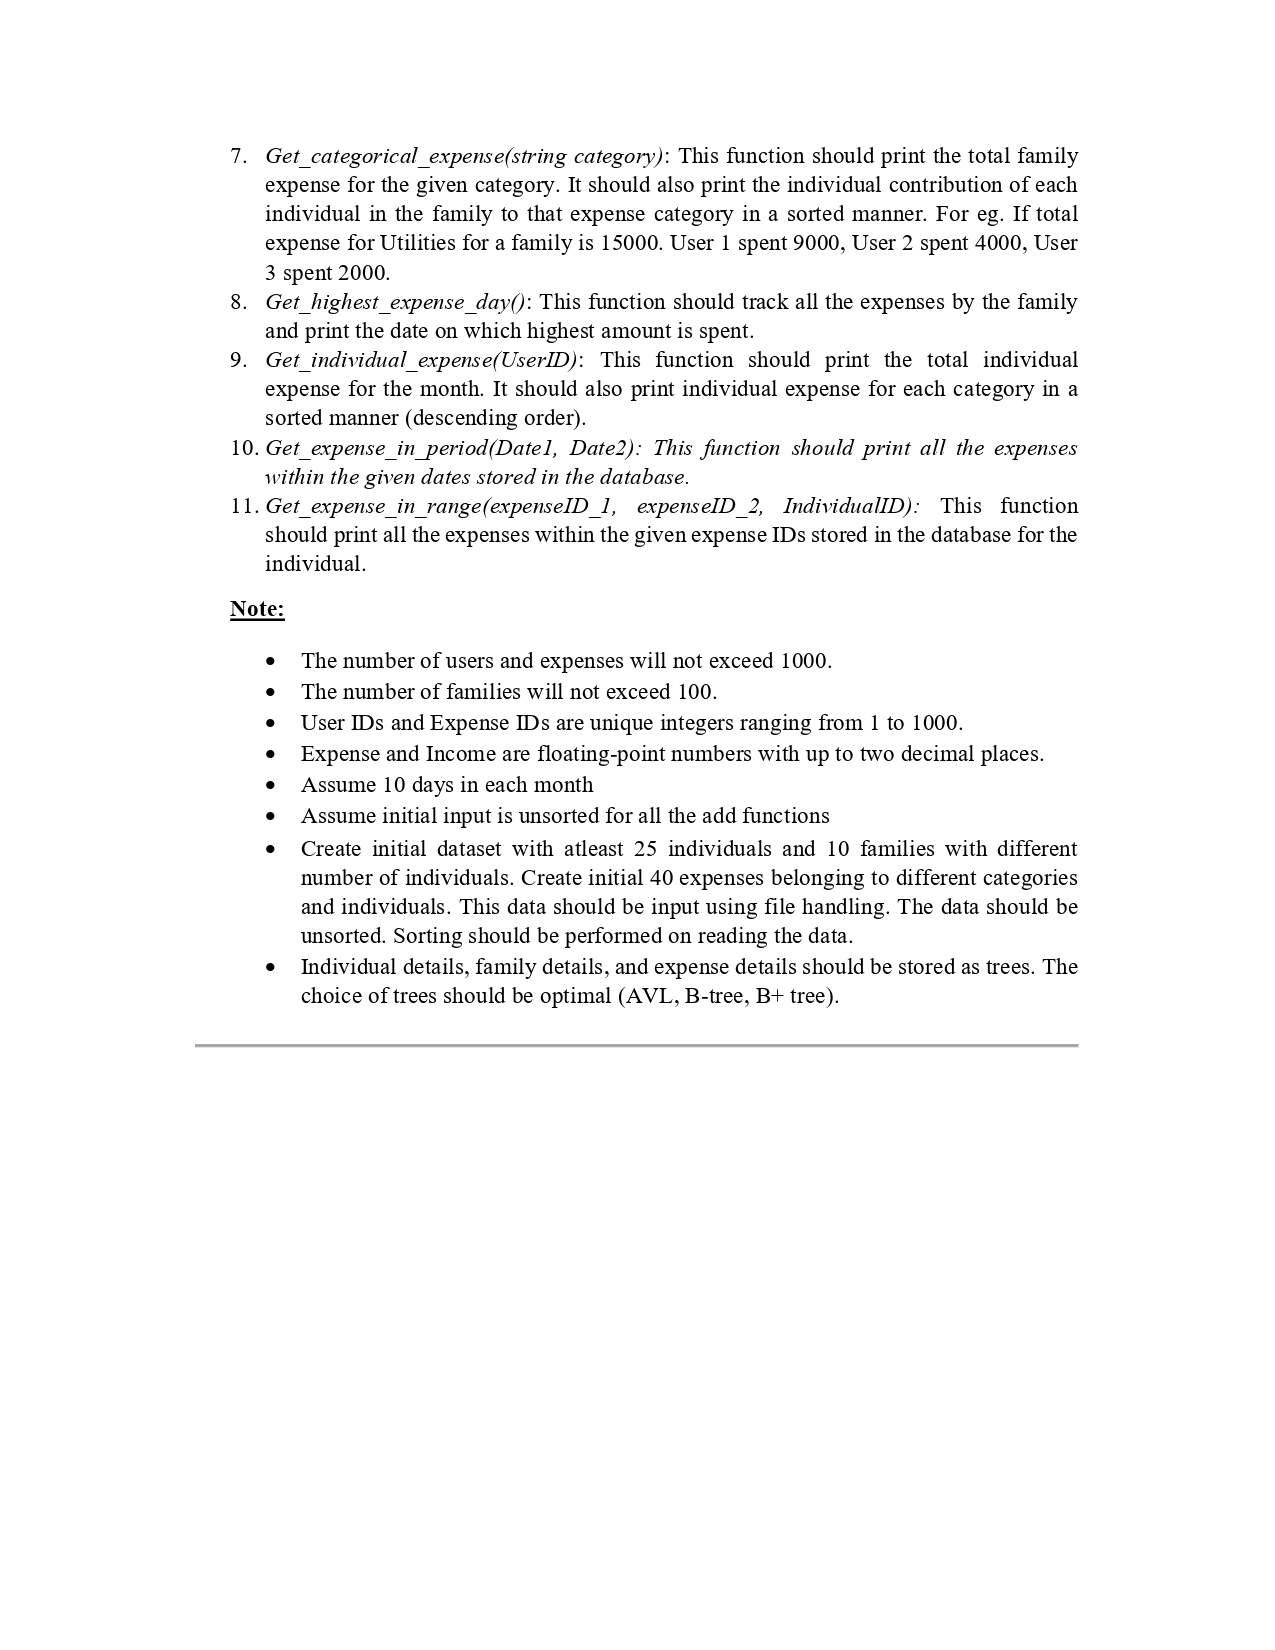 7. Get_categorical_expense(string category): This function should print the total family
expense for the given category. It should also print the individual contribution of each
individual in the family to that expense category in a sorted manner. For eg. If total
expense for Utilities for a family is 15000. User 1 spent 9000, User 2 spent 4000, User
3 spent 2000.
8. Get_highest_expense_day(): This function should track all the expenses by the family
and print the date on which highest amount is spent.
9. Get_individual_expense(UserID): This function should print the total individual
expense for the month. It should also print individual expense for each category in a
sorted manner (descending order).
10. Get_expense_in_period(Date1, Date2): This function should print all the expenses
within the given dates stored in the database.
11. Get_expense_in_range(expenseID_1, expenseID_2, IndividualID): This function
should print all the expenses within the given expense IDs stored in the database for the
individual.
Note:
• The number of users and expenses will not exceed 1000.
• The number of families will not exceed 100.
• User IDs and Expense IDs are unique integers ranging from 1 to 1000.
• Expense and Income are floating-point numbers with up to two decimal places.
• Assume 10 days in each month
• Assume initial input is unsorted for all the add functions
• Create initial dataset with atleast 25 individuals and 10 families with different
number of individuals. Create initial 40 expenses belonging to different categories
and individuals. This data should be input using file handling. The data should be
unsorted. Sorting should be performed on reading the data.
• Individual details, family details, and expense details should be stored as trees. The
choice of trees should be optimal (AVL, B-tree, B+ tree).